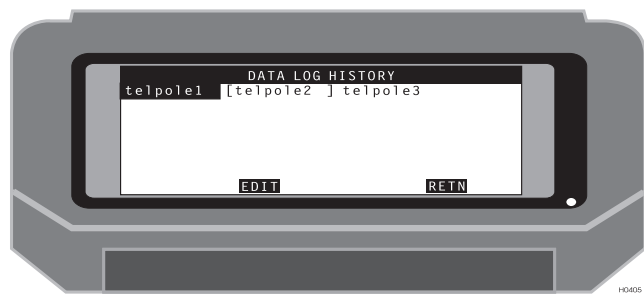 DATA LOG HISTORY
telpole1 [telpole2 ] telpole3
EDIT RETN
H0405